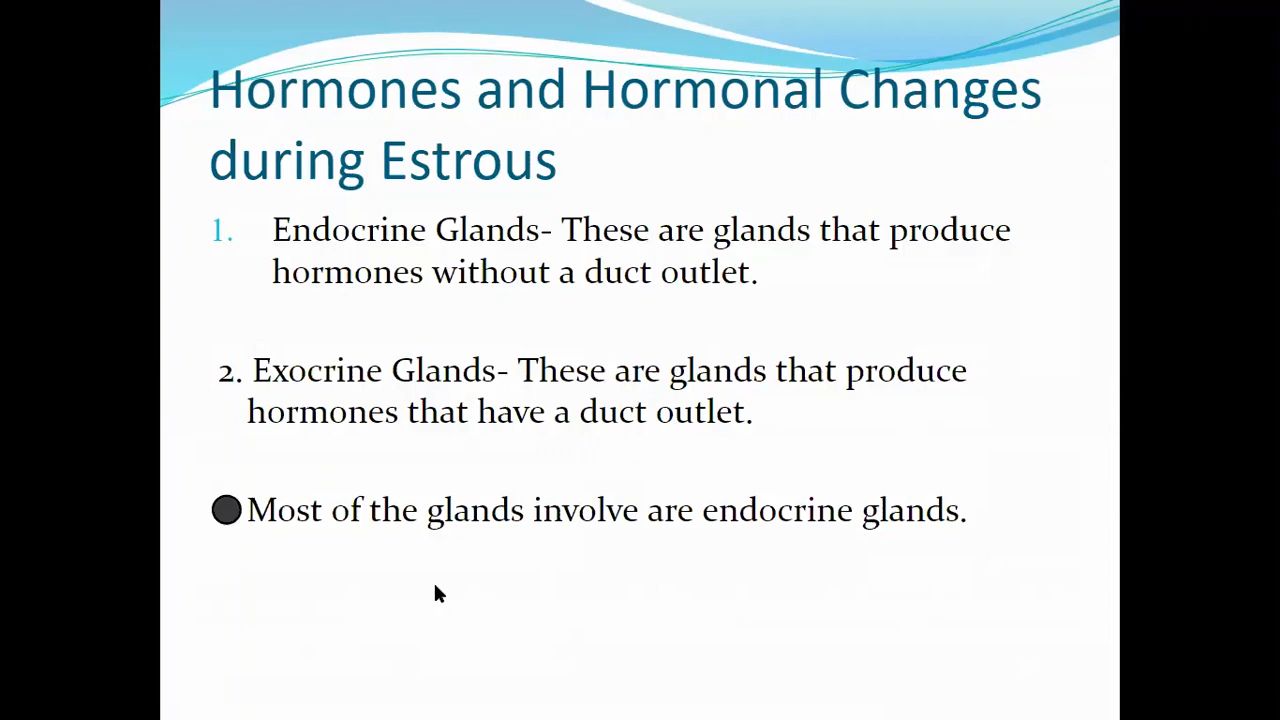 Hormones and Hormonal Changes
during Estrous
1. Endocrine Glands- These are glands that produce
hormones without a duct outlet.
2. Exocrine Glands- These are glands that produce
hormones that have a duct outlet.
Most of the glands involve are endocrine glands.